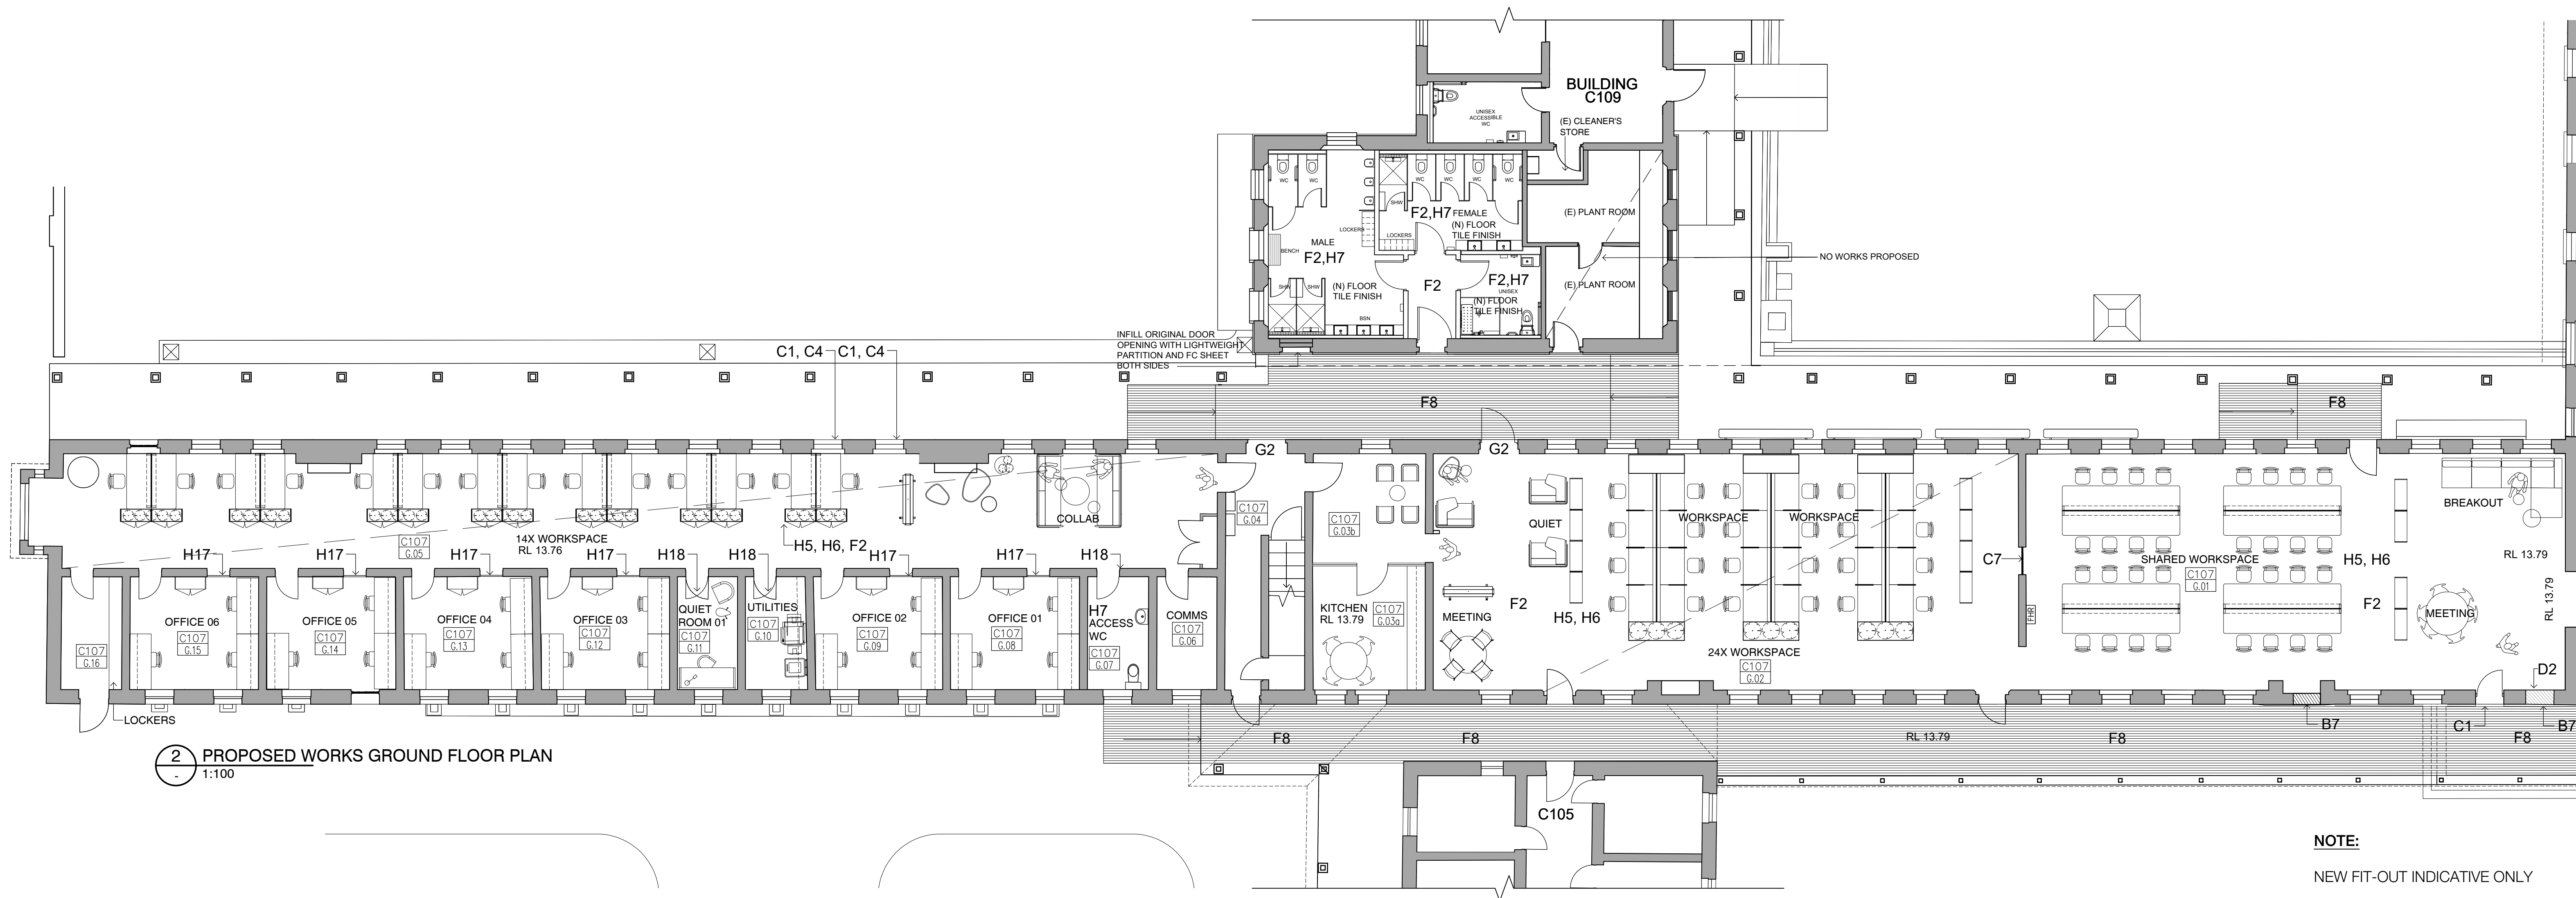 BUILDING
C109
UNISEX
ACCESSIBLE
WC
(E) CLEANER'S
STORE
WC
WC
WC
WC
WC
WC
SHW
F2,H7
FEMALE
(N) FLOOR
TILE FINISH
LOCKERS
LOCKERS
(E) PLANT ROOM
BENCH
MALE
F2,H7
(N) FLOOR
TILE FINISH
SHW
SHW
BSN
F2
F2,H7
UNISEX
(N) FLOOR
TILE FINISH
(E) PLANT ROOM
NO WORKS PROPOSED
INFILL ORIGINAL DOOR
OPENING WITH LIGHTWEIGHT
PARTITION AND FC SHEET
BOTH SIDES
C1, C4
C1, C4
F8
F8
G2
G2
COLLAB
14X WORKSPACE
RL 13.76
C107
G.05
H5, H6, F2
C107
G.04
C107
G.03b
QUIET
WORKSPACE
WORKSPACE
BREAKOUT
H17
H17
H17
H17
H18
H18
H17
H17
H18
C7
SHARED WORKSPACE
C107
G.01
H5, H6
F2
RL 13.79
RL 13.79
MEETING
FHR
C107
G.16
OFFICE 06
C107
G.15
OFFICE 05
C107
G.14
OFFICE 04
C107
G.13
OFFICE 03
C107
G.12
QUIET
ROOM 01
C107
G.11
UTILITIES
C107
G.10
OFFICE 02
C107
G.09
OFFICE 01
C107
G.08
H7
ACCESS
WC
C107
G.07
COMMS
C107
G.06
KITCHEN
RL 13.79
C107
G.03a
MEETING
F2
H5, H6
24X WORKSPACE
C107
G.02
D2
LOCKERS
B7
C1
B7
F8
F8
RL 13.79
F8
F8
2
-
PROPOSED WORKS GROUND FLOOR PLAN
1:100
C105
NOTE:
NEW FIT-OUT INDICATIVE ONLY